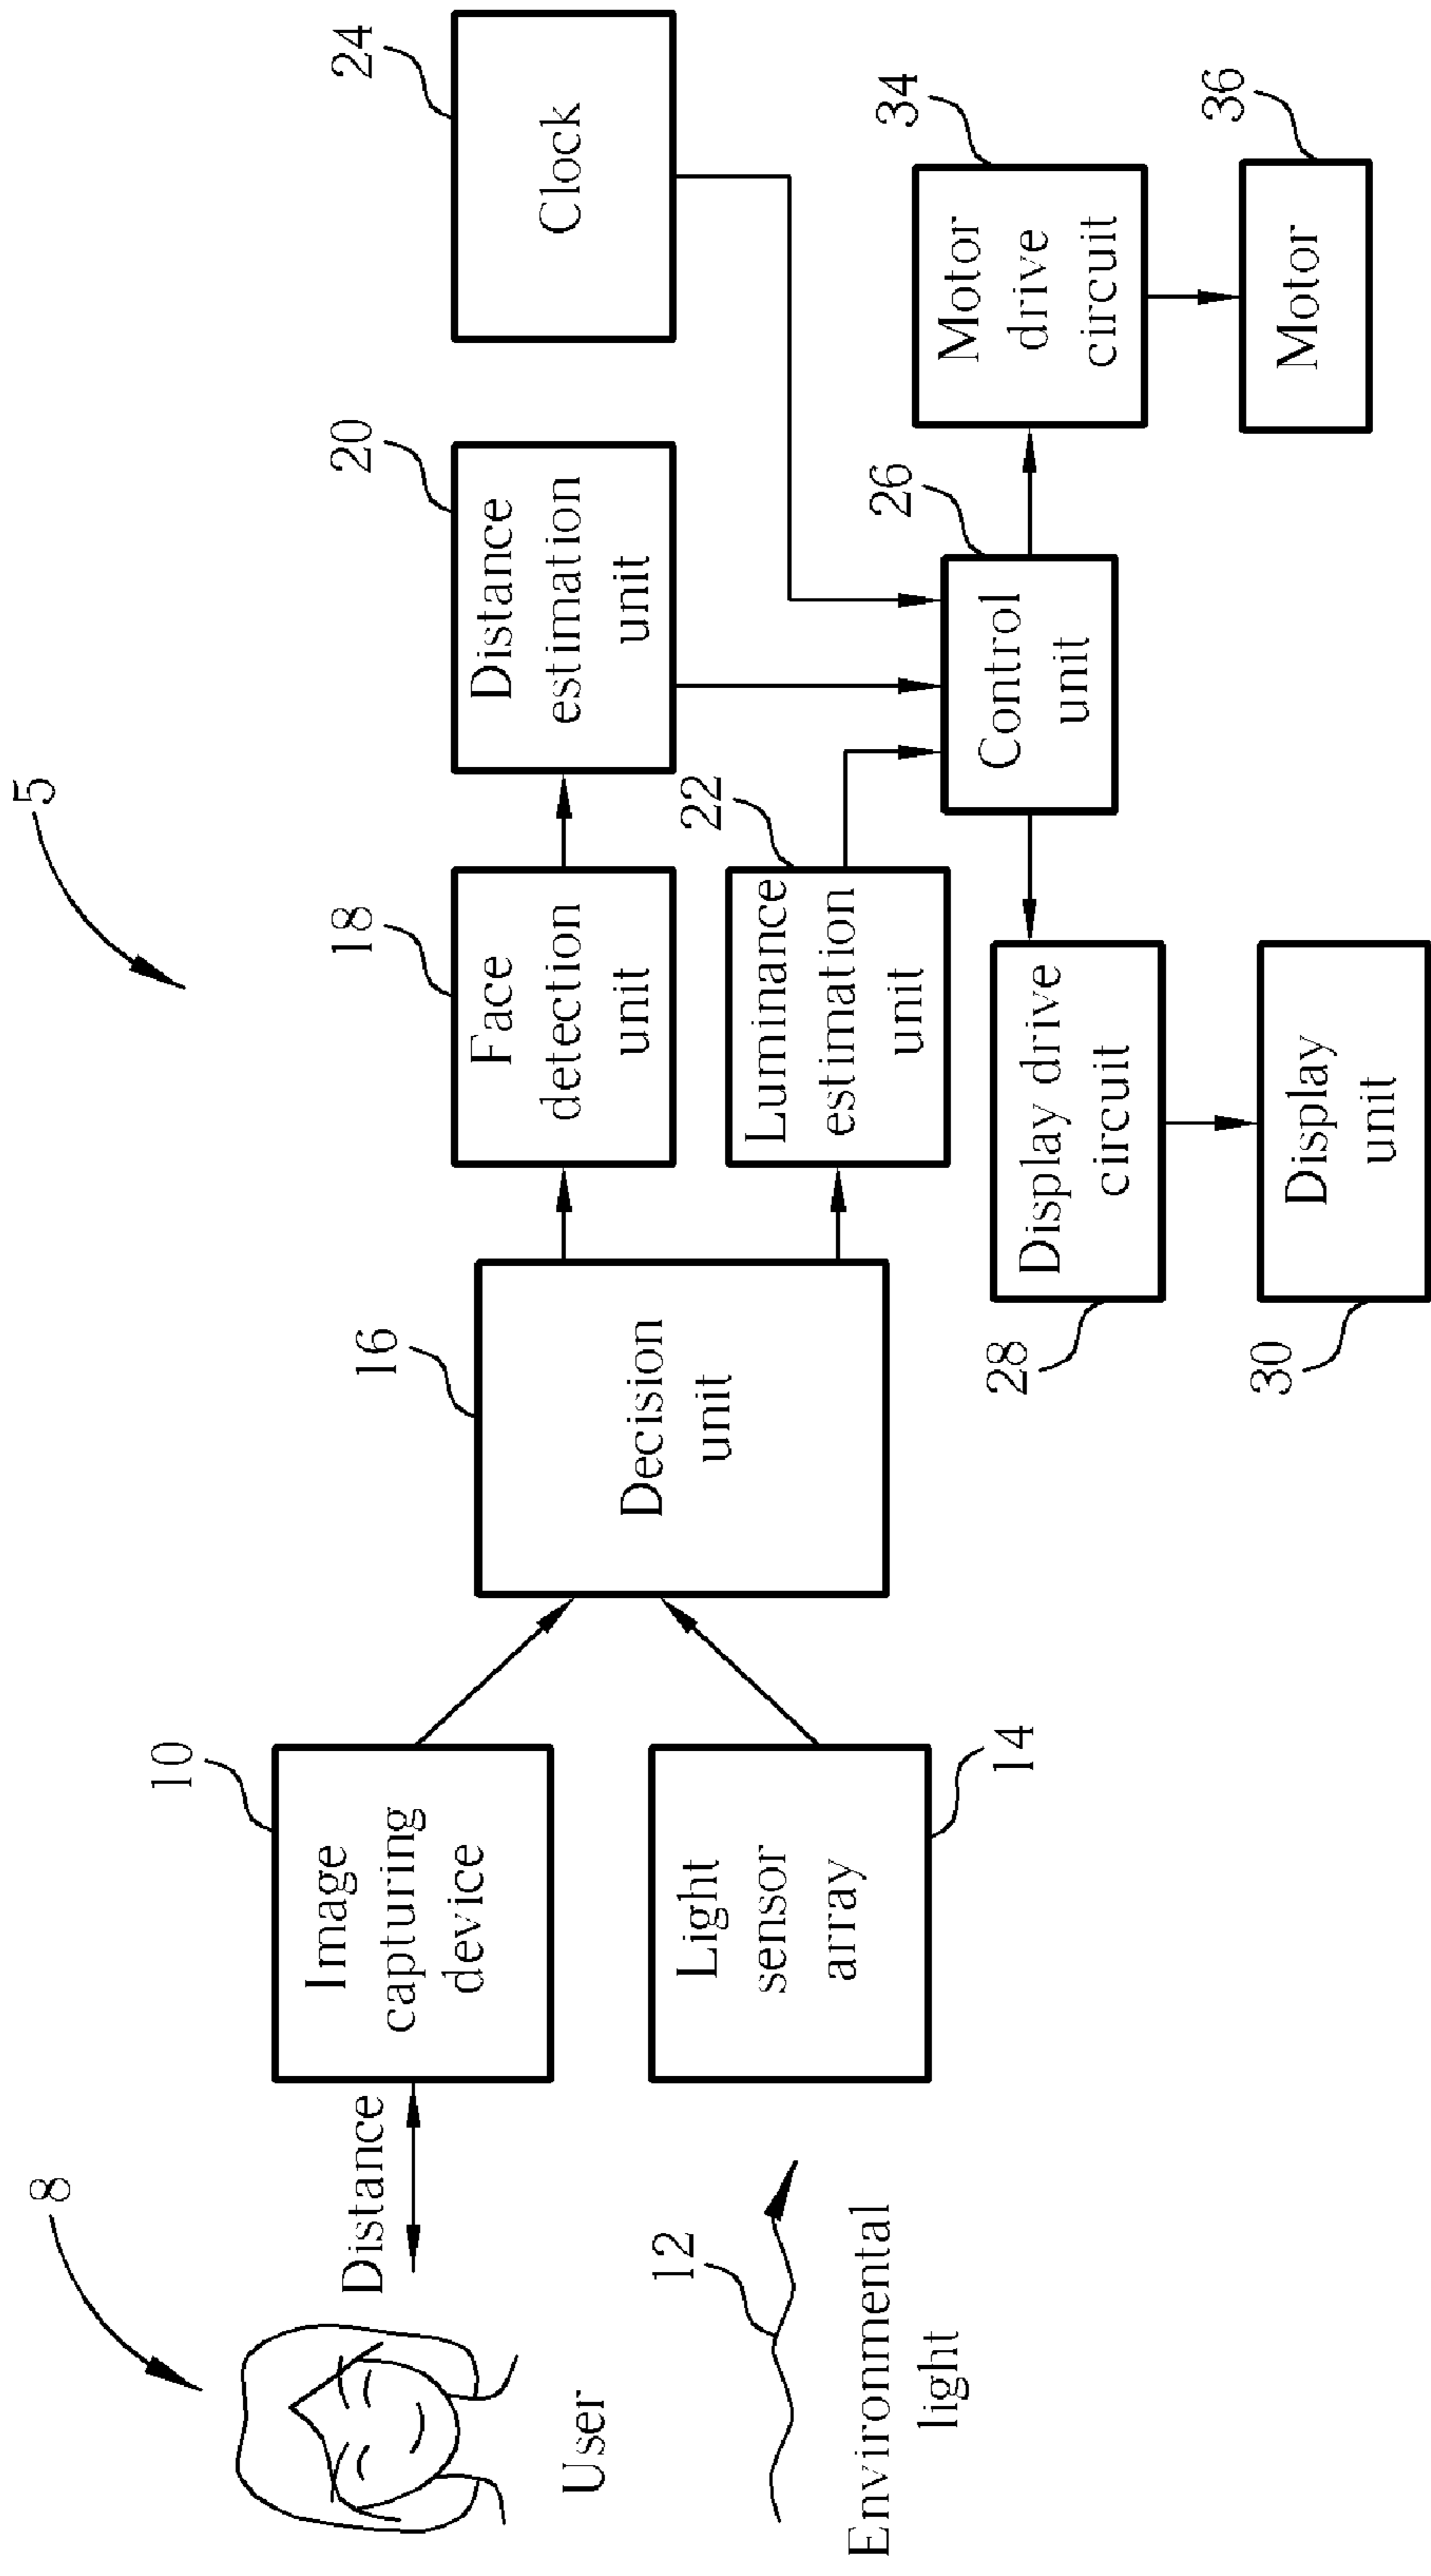 5
8
User
Distance
12
Environmental
light
10
Image
capturing
device
14
Light
sensor
array
16
Decision
unit
18
Face
detection
unit
20
Distance
estimation
unit
22
Luminance
estimation
unit
24
Clock
26
Control
unit
28
Display drive
circuit
30
Display
unit
34
Motor
drive
circuit
36
Motor